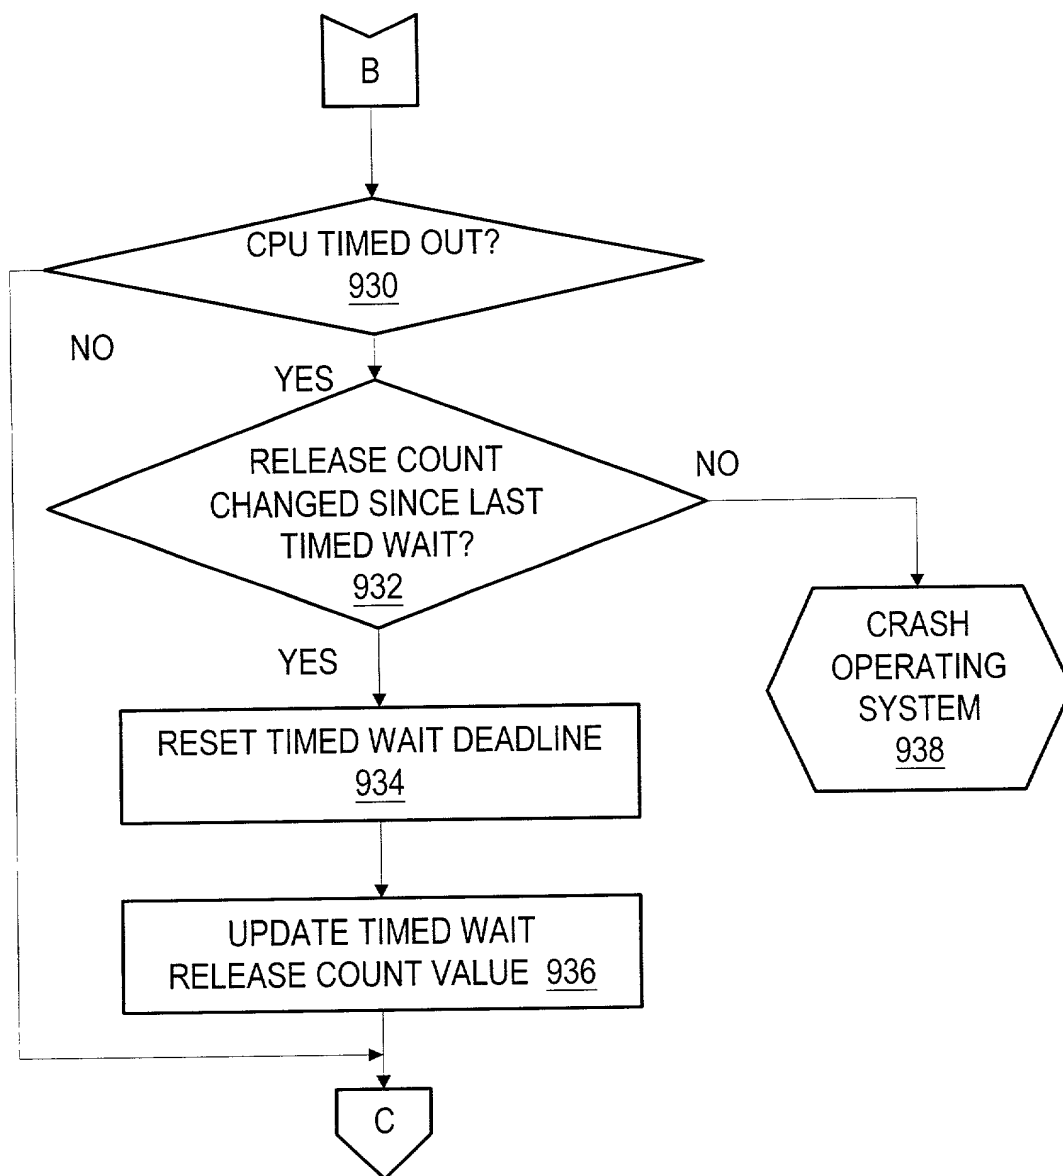 B
CPU TIMED OUT?
930
NO
YES
RELEASE COUNT
CHANGED SINCE LAST
TIMED WAIT?
932
NO
YES
CRASH
OPERATING
SYSTEM
938
RESET TIMED WAIT DEADLINE
934
UPDATE TIMED WAIT
RELEASE COUNT VALUE 936
C